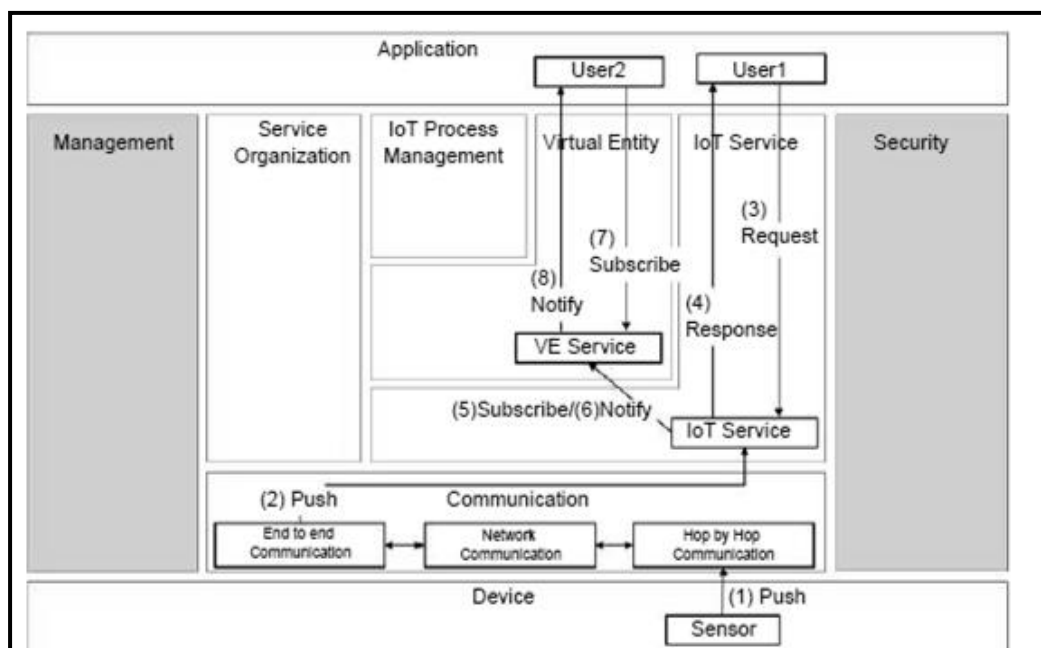 Application
User2
User1
Management
Service
Organization
IoT Process
Management
Virtual Entity
IoT Service
Security
(3)
Request
(7)
Subscribe
(8)
Notify
(4)
Response
VE Service
(5)Subscribe/(6)Notify
IoT Service
(2) Push
Communication
End to end
Communication
Network
Communication
Hop by Hop
Communication
Device
(1) Push
Sensor